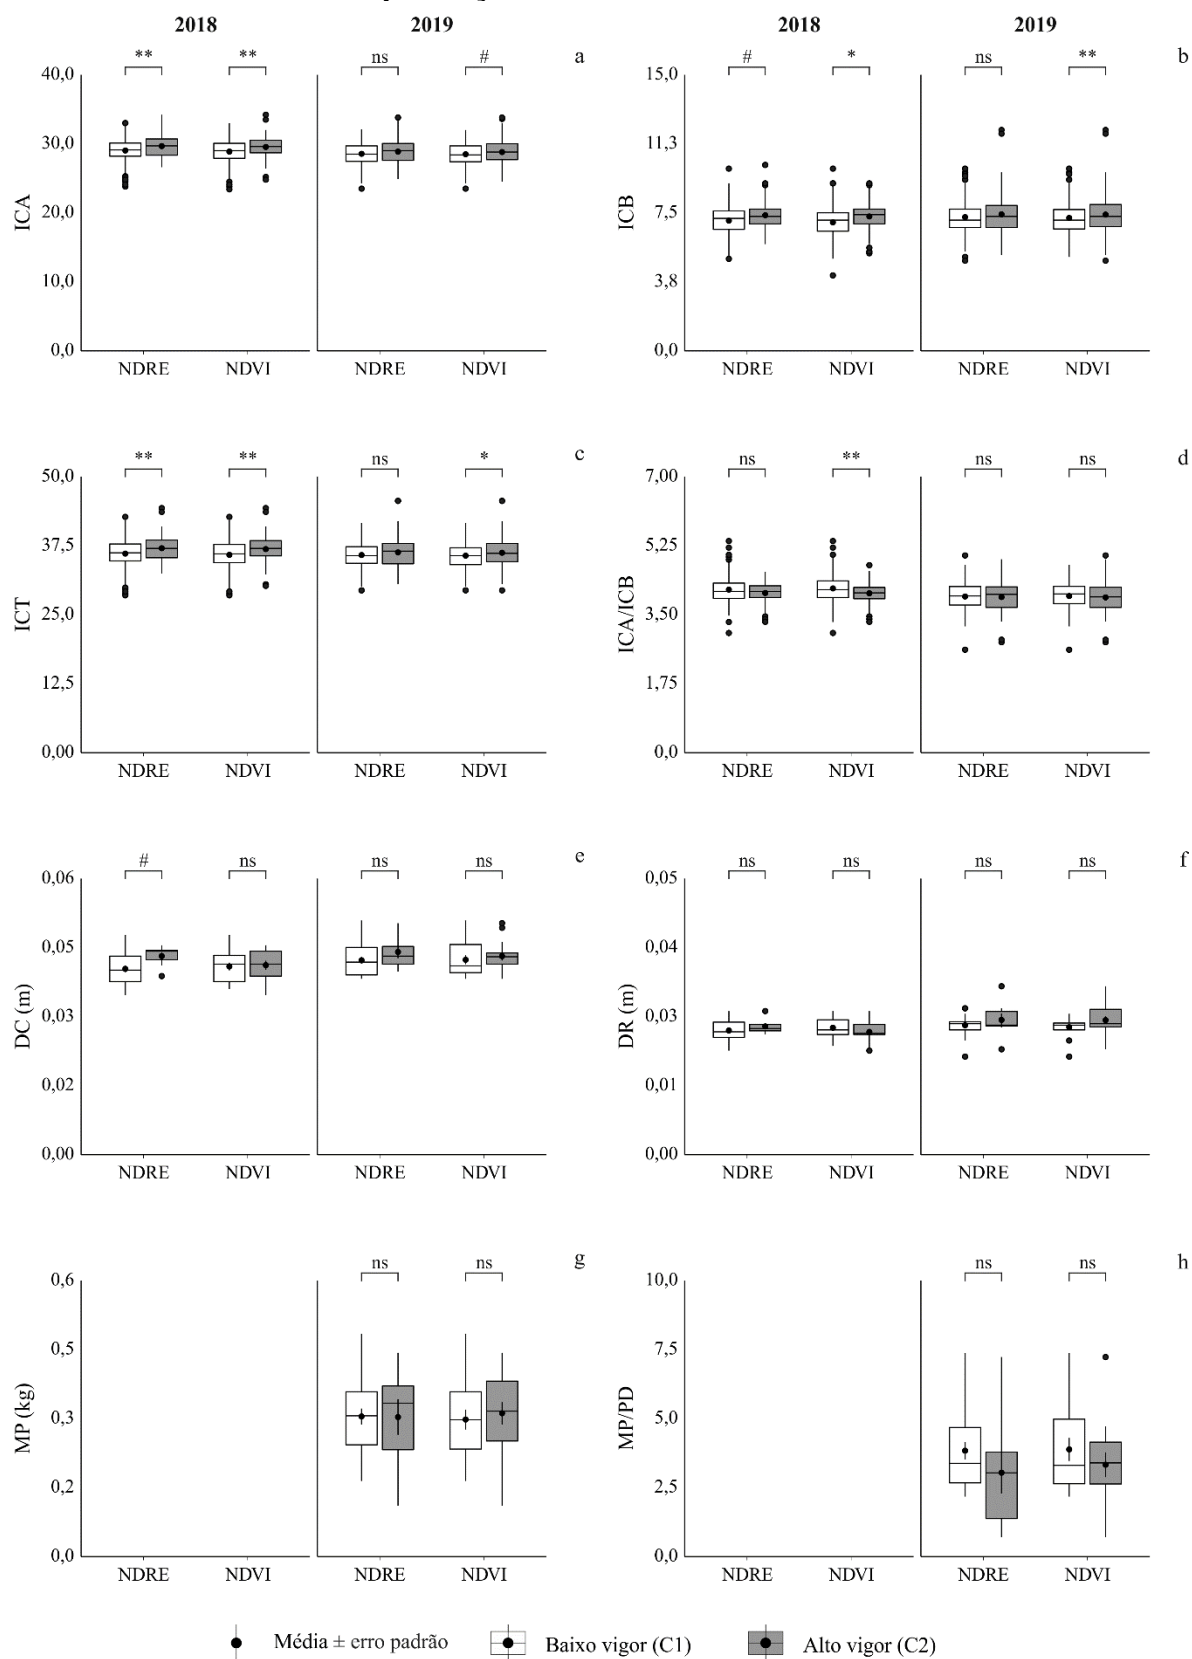 2018 2019
** ** ns # a
40,0
30,0
20,0
10,0
0,0
ICA
NDRE NDVI NDRE NDVI
2018 2019
# * ns ** b
15,0
11,3
7,5
3,8
0,0
ICB
NDRE NDVI NDRE NDVI
** ** ns * c
50,0
37,5
25,0
12,5
0,00
ICT
NDRE NDVI NDRE NDVI
ns ** ns ns d
7,00
5,25
3,50
1,75
0,0
ICA/ICB
NDRE NDVI NDRE NDVI
# ns ns ns e
0,06
0,05
0,03
0,02
0,00
DC (m)
NDRE NDVI NDRE NDVI
ns ns ns ns f
0,05
0,04
0,03
0,01
0,00
DR (m)
NDRE NDVI NDRE NDVI
ns ns g
0,6
0,5
0,3
0,2
0,0
MP (kg)
NDRE NDVI NDRE NDVI
ns ns h
10,0
7,5
5,0
2,5
0,0
MP/PD
NDRE NDVI NDRE NDVI
Média ± erro padrão Baixo vigor (C1) Alto vigor (C2)